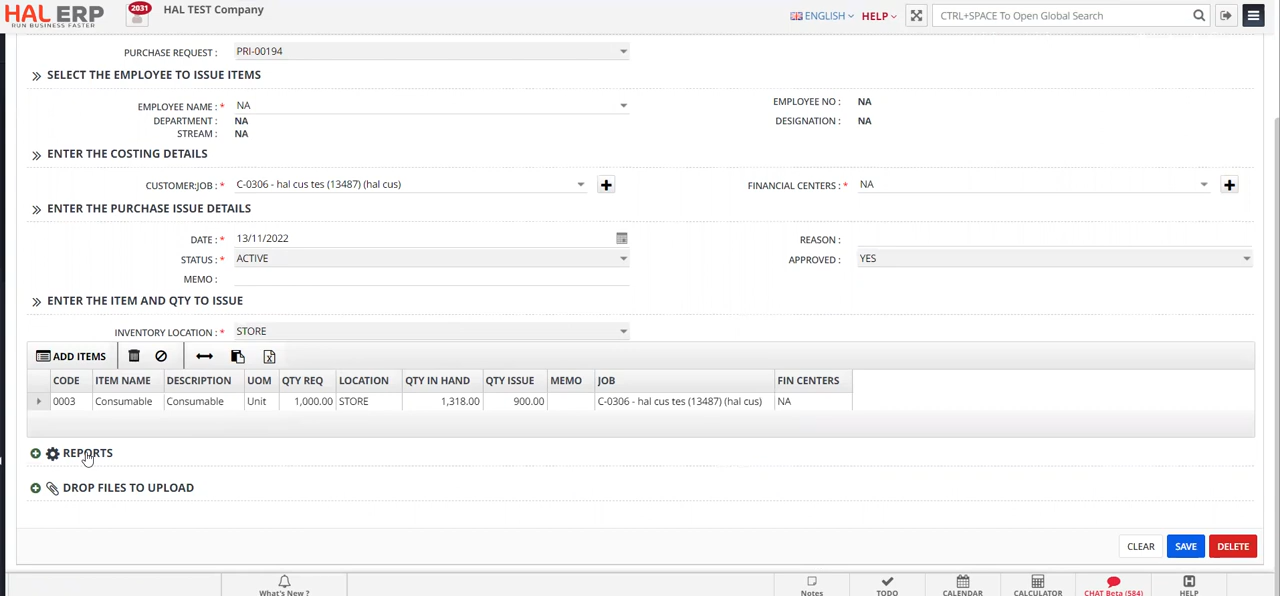 HAL ERP
RUN BUSINESS FASTER
2031
HAL TEST Company
ENGLISH
HELP
CTRL+SPACE To Open Global Search
PURCHASE REQUEST : PRI-00194
SELECT THE EMPLOYEE TO ISSUE ITEMS
EMPLOYEE NAME : * NA
EMPLOYEE NO : NA
DEPARTMENT : NA
DESIGNATION : NA
STREAM : NA
ENTER THE COSTING DETAILS
CUSTOMER:JOB : * C-0306 - hal cus tes (13487) (hal cus)
FINANCIAL CENTERS : * NA
ENTER THE PURCHASE ISSUE DETAILS
DATE : * 13/11/2022
REASON :
STATUS : * ACTIVE
APPROVED : YES
MEMO :
ENTER THE ITEM AND QTY TO ISSUE
INVENTORY LOCATION : * STORE
ADD ITEMS
CODE ITEM NAME DESCRIPTION UOM QTY REQ LOCATION QTY IN HAND QTY ISSUE MEMO JOB FIN CENTERS
0003 Consumable Consumable Unit 1,000.00 STORE 1,318.00 900.00 C-0306 - hal cus tes (13487) (hal cus) NA
REPORTS
DROP FILES TO UPLOAD
CLEAR SAVE DELETE
What's New ?
Notes
TODO
CALENDAR
CALCULATOR
CHAT Beta (584)
HELP